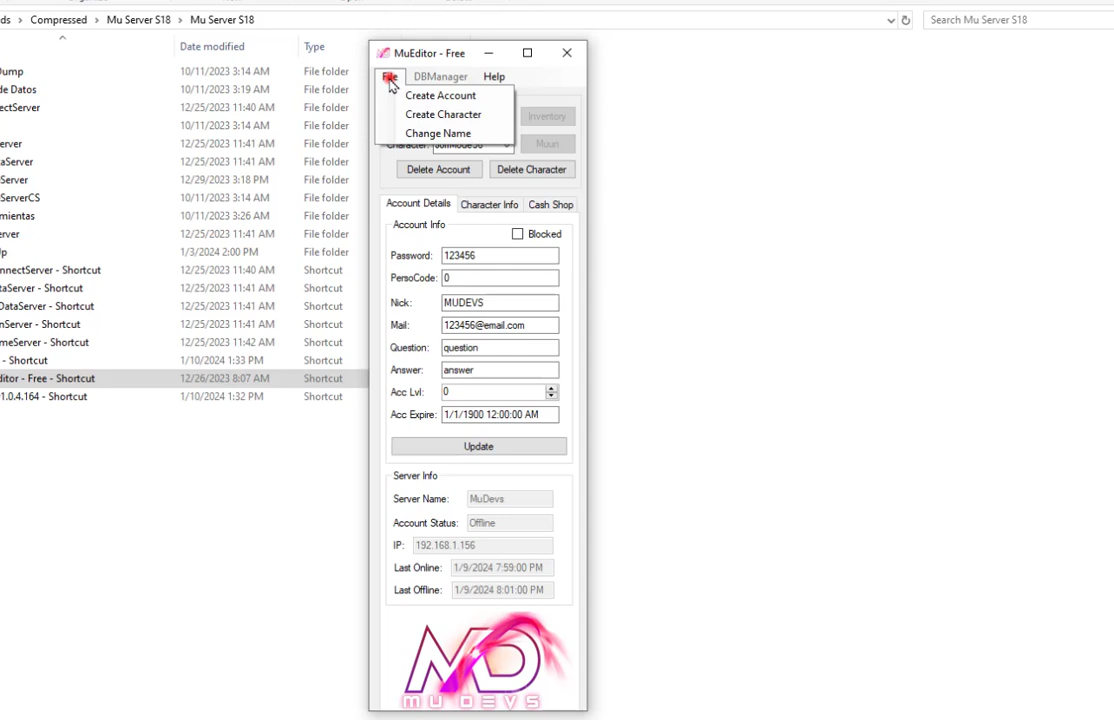 ds > Compressed > Mu Server S18 > Mu Server S18
Search Mu Server S18
Date modified Type
ump 10/11/2023 3:14 AM File folder
de Datos 10/11/2023 3:19 AM File folder
ectServer 12/25/2023 11:40 AM File folder
10/11/2023 3:14 AM File folder
erver 12/25/2023 11:41 AM File folder
aServer 12/25/2023 11:41 AM File folder
Server 12/29/2023 3:18 PM File folder
ServerCS 10/11/2023 3:14 AM File folder
mientas 10/11/2023 3:26 AM File folder
erver 12/25/2023 11:41 AM File folder
Up 1/3/2024 2:00 PM File folder
nnectServer - Shortcut 12/25/2023 11:40 AM Shortcut
taServer - Shortcut 12/25/2023 11:41 AM Shortcut
DataServer - Shortcut 12/25/2023 11:41 AM Shortcut
nServer - Shortcut 12/25/2023 11:41 AM Shortcut
meServer - Shortcut 12/25/2023 11:42 AM Shortcut
- Shortcut 1/10/2024 1:33 PM Shortcut
ditor - Free - Shortcut 12/26/2023 8:07 AM Shortcut
1.0.4.164 - Shortcut 1/10/2024 1:32 PM Shortcut
MuEditor - Free
File DBManager Help
Create Account
Create Character
Change Name
Inventory
Muun
Delete Account Delete Character
Account Details Character Info Cash Shop
Account Info
Blocked
Password: 123456
PersoCode: 0
Nick: MUDEVS
Mail: 123456@email.com
Question: question
Answer: answer
Acc Lvl: 0
Acc Expire: 1/1/1900 12:00:00 AM
Update
Server Info
Server Name: MuDevs
Account Status: Offline
IP: 192.168.1.156
Last Online: 1/9/2024 7:59:00 PM
Last Offline: 1/9/2024 8:01:00 PM
MD
MU DEVS